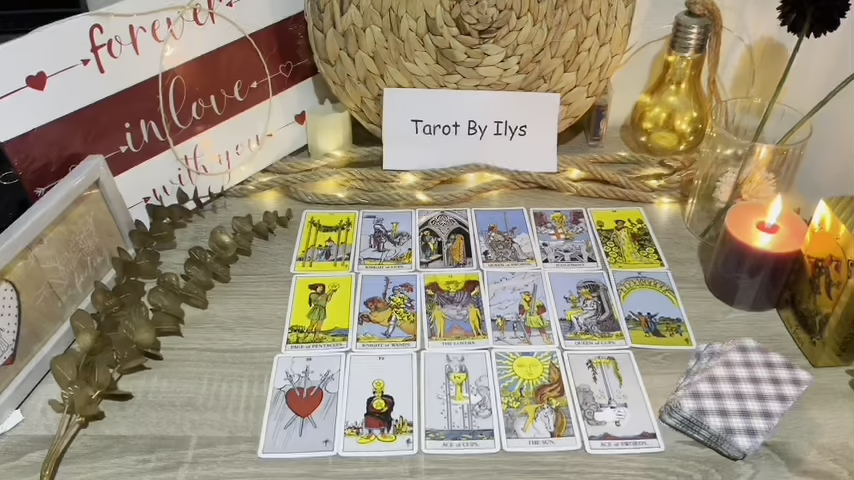 forever
in love
with you
Tarot By Ilys
KNIGHT OF CUPS
QUEEN OF SWORDS
JUDGEMENT
PAGE OF PENTACLES
KNIGHT OF WANDS
THE LOVERS
QUEEN OF CUPS
ACE OF CUPS
THE SUN
ACE OF SWORDS